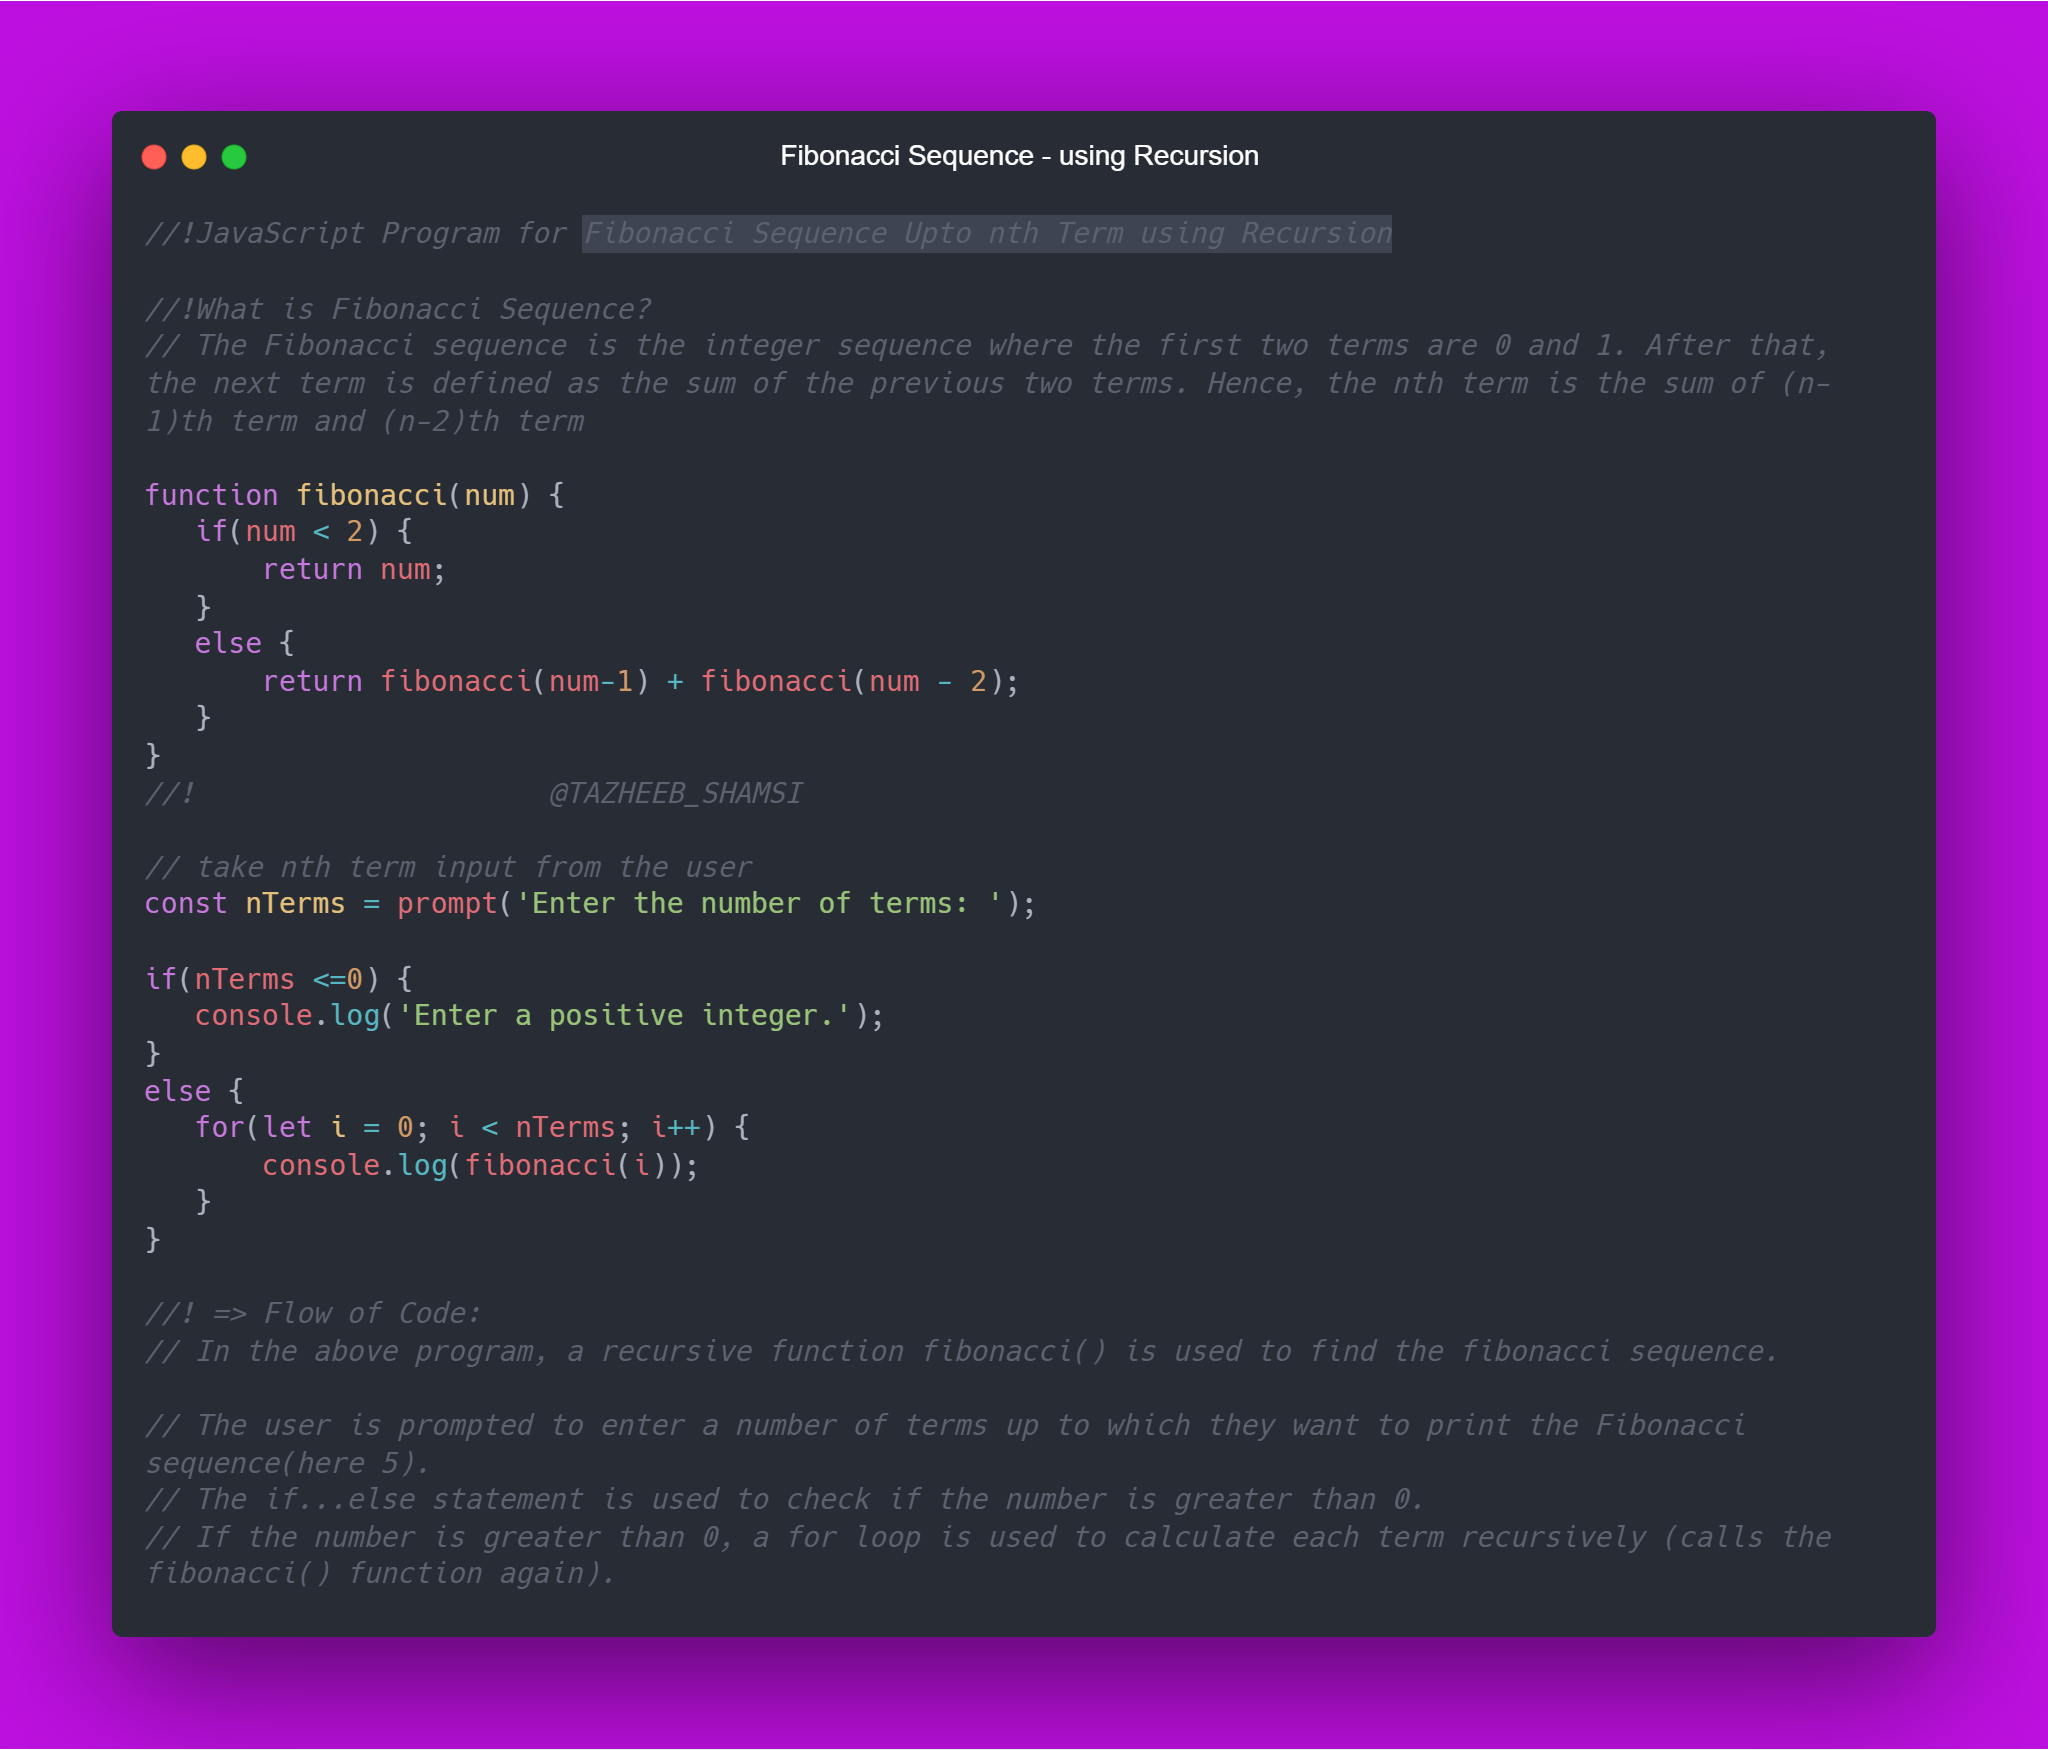 Fibonacci Sequence - using Recursion
//!JavaScript Program for Fibonacci Sequence Upto nth Term using Recursion
//!What is Fibonacci Sequence?
// The Fibonacci sequence is the integer sequence where the first two terms are 0 and 1. After that,
the next term is defined as the sum of the previous two terms. Hence, the nth term is the sum of (n-
1)th term and (n-2)th term
function fibonacci(num) {
   if(num < 2) {
       return num;
   }
   else {
       return fibonacci(num-1) + fibonacci(num - 2);
   }
}
//!                     @TAZHEEB_SHAMSI
// take nth term input from the user
const nTerms = prompt('Enter the number of terms: ');
if(nTerms <=0) {
   console.log('Enter a positive integer.');
}
else {
   for(let i = 0; i < nTerms; i++) {
       console.log(fibonacci(i));
   }
}
//! => Flow of Code:
// In the above program, a recursive function fibonacci() is used to find the fibonacci sequence.
// The user is prompted to enter a number of terms up to which they want to print the Fibonacci
sequence(here 5).
// The if...else statement is used to check if the number is greater than 0.
// If the number is greater than 0, a for loop is used to calculate each term recursively (calls the
fibonacci() function again).